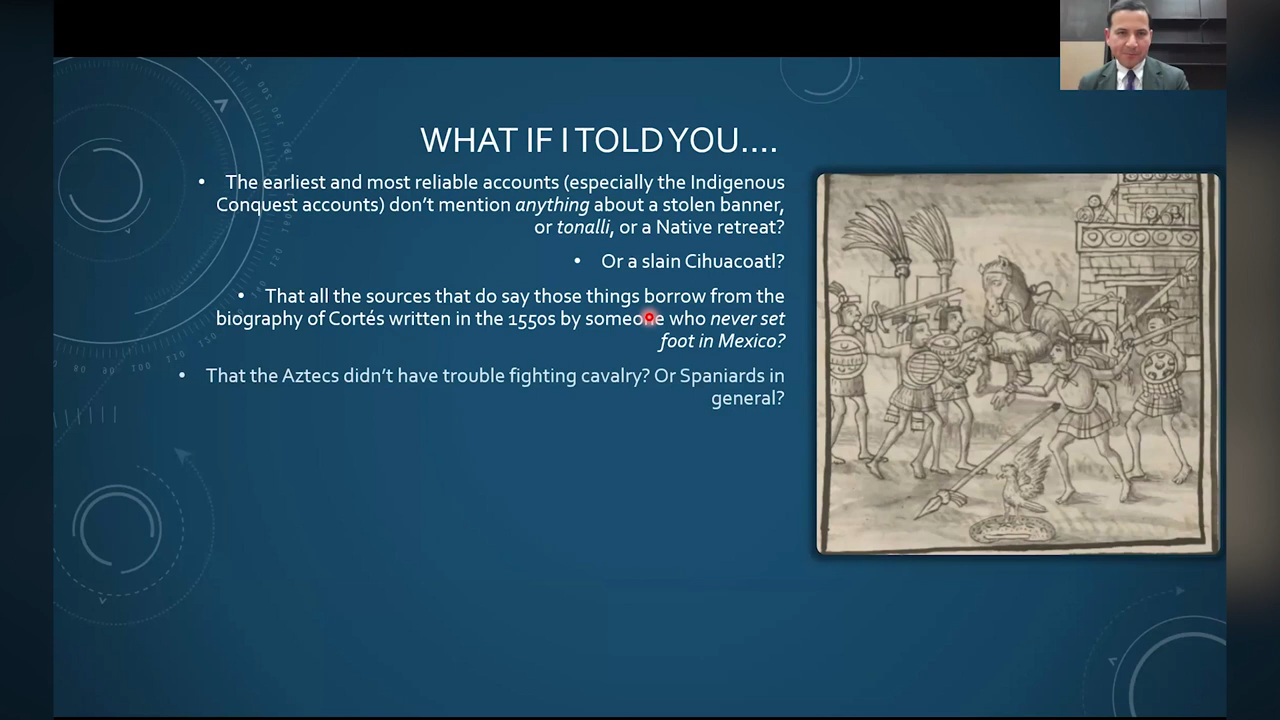 WHAT IF I TOLD YOU....
• The earliest and most reliable accounts (especially the Indigenous
Conquest accounts) don't mention anything about a stolen banner,
or tonalli, or a Native retreat?
• Or a slain Cihuacoatl?
• That all the sources that do say those things borrow from the
biography of Cortés written in the 1550s by someone who never set
foot in Mexico?
• That the Aztecs didn't have trouble fighting cavalry? Or Spaniards in
general?